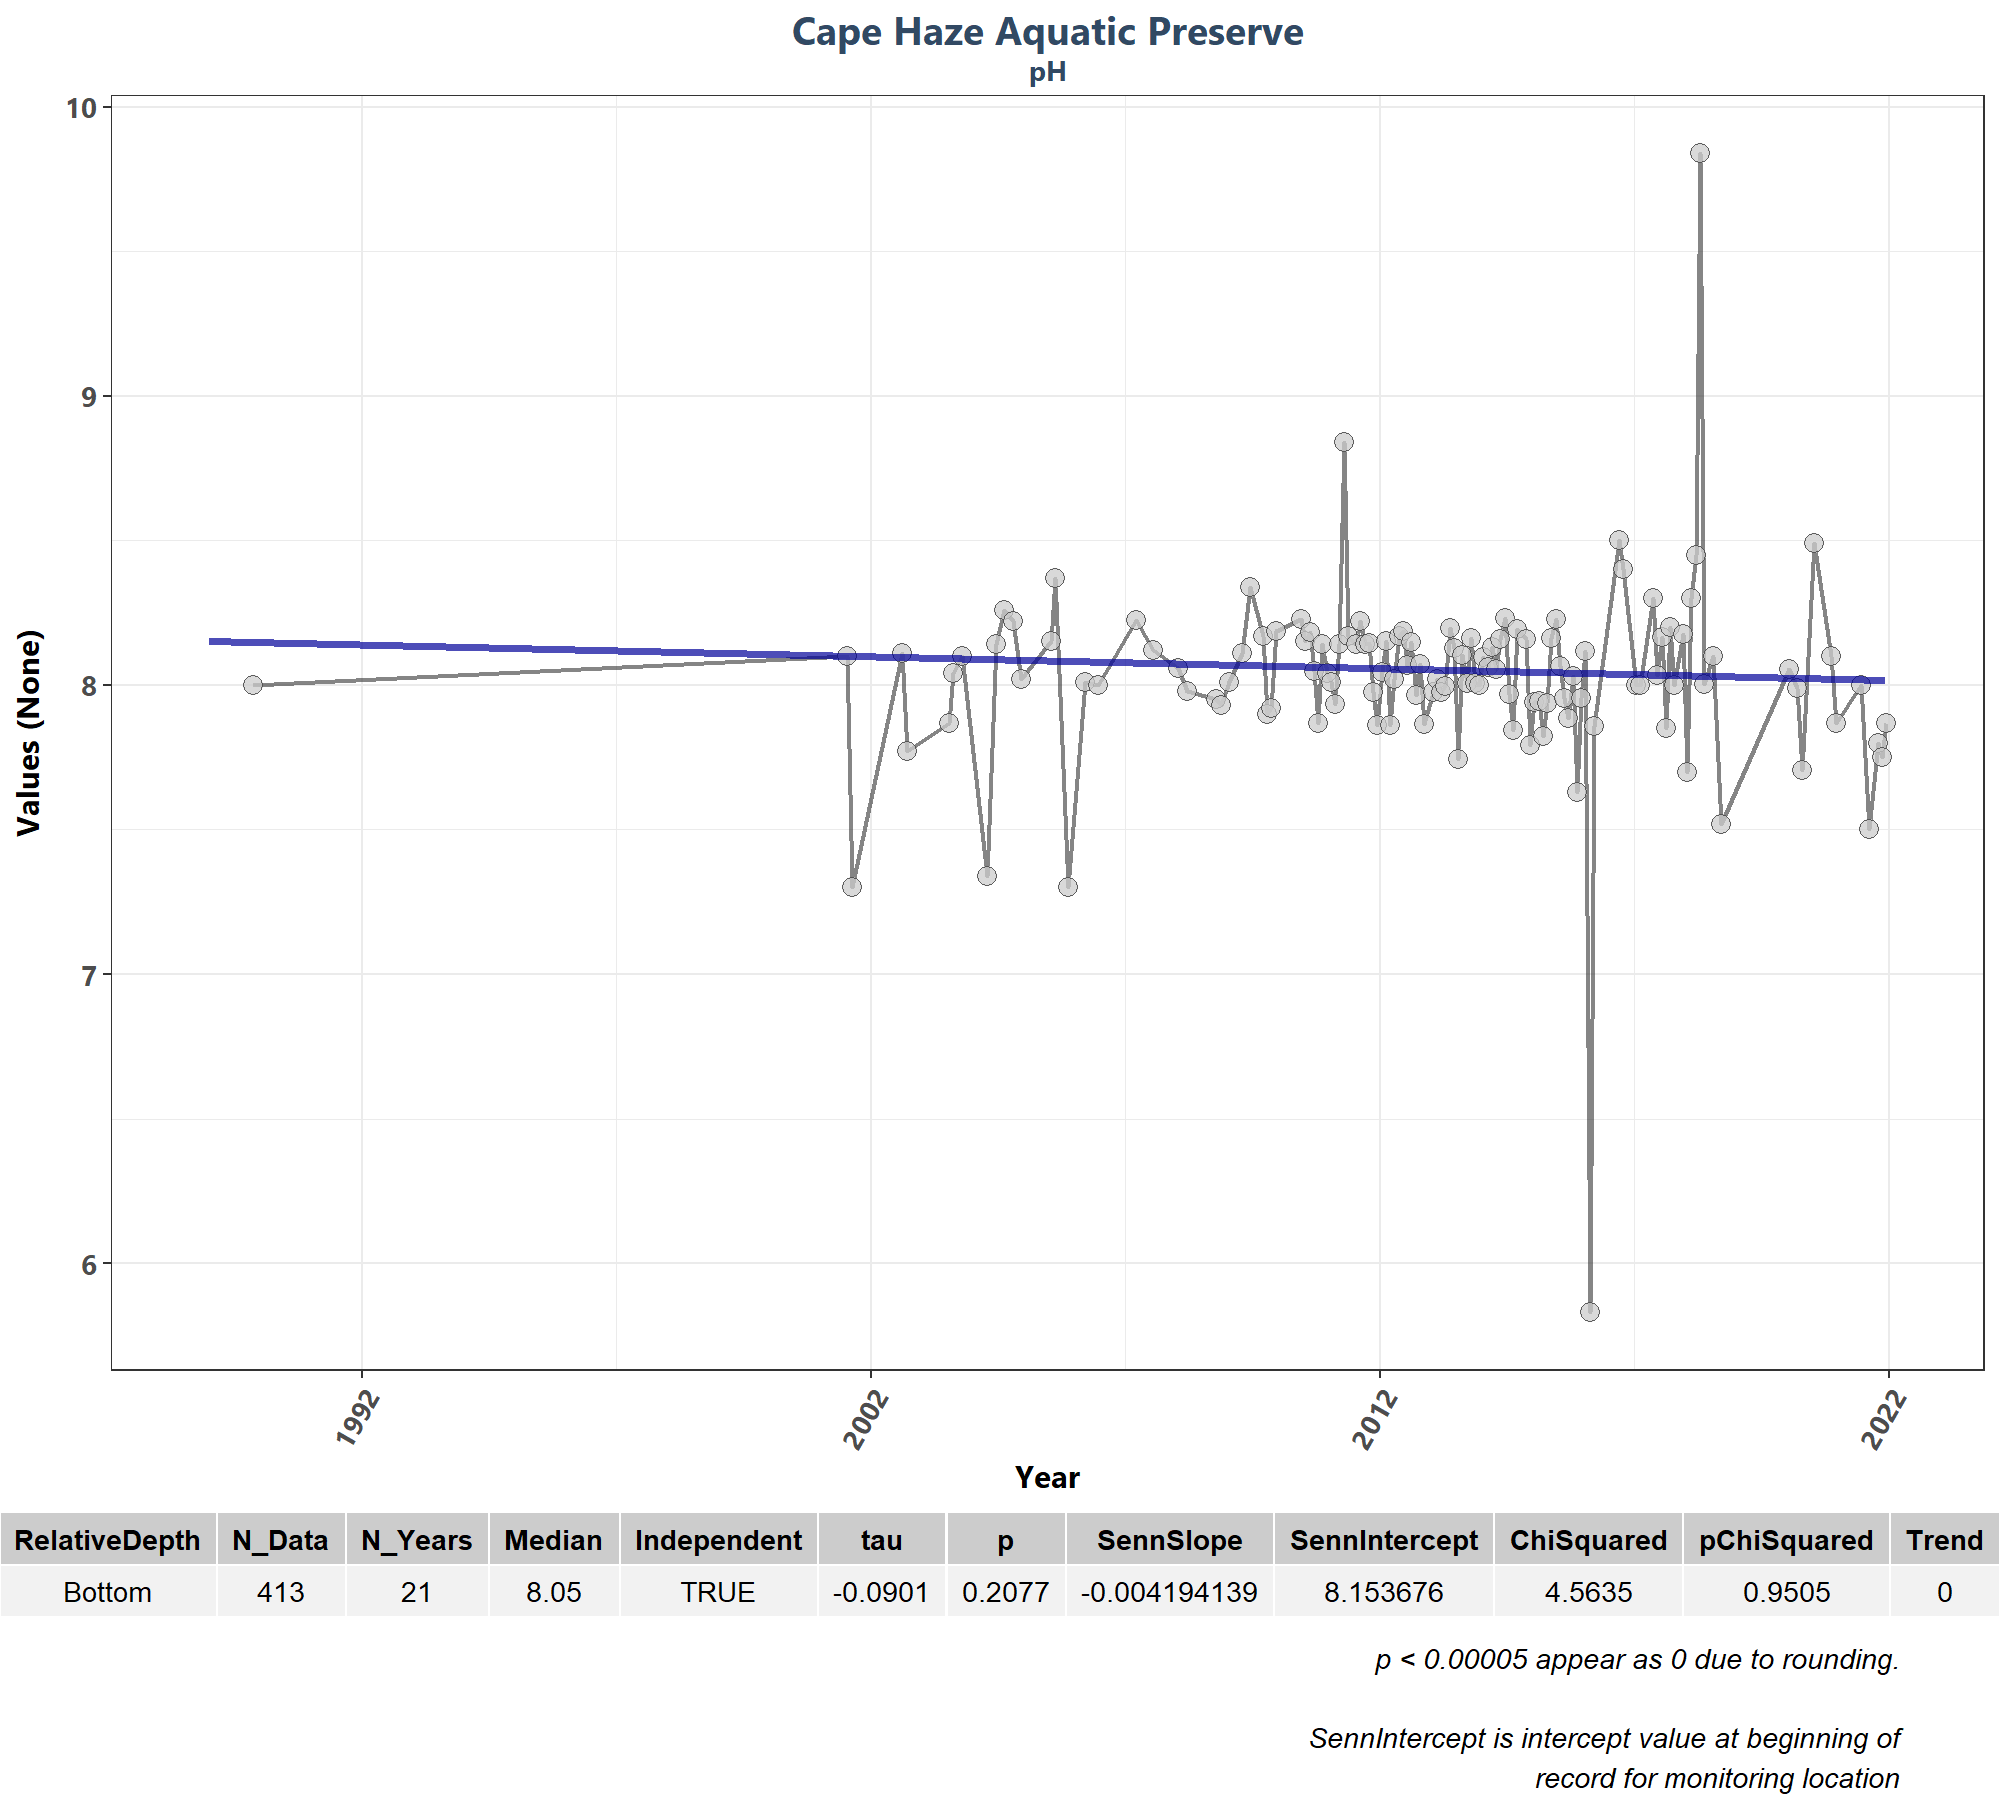 Cape Haze Aquatic Preserve
pH
10
9
8
7
6
Values (None)
1992
2002
2012
2022
Year
RelativeDepth N_Data N_Years Median Independent tau p SennSlope SennIntercept ChiSquared pChiSquared Trend
Bottom 413 21 8.05 TRUE -0.0901 0.2077 -0.004194139 8.153676 4.5635 0.9505 0
p < 0.00005 appear as 0 due to rounding.
SennIntercept is intercept value at beginning of
record for monitoring location